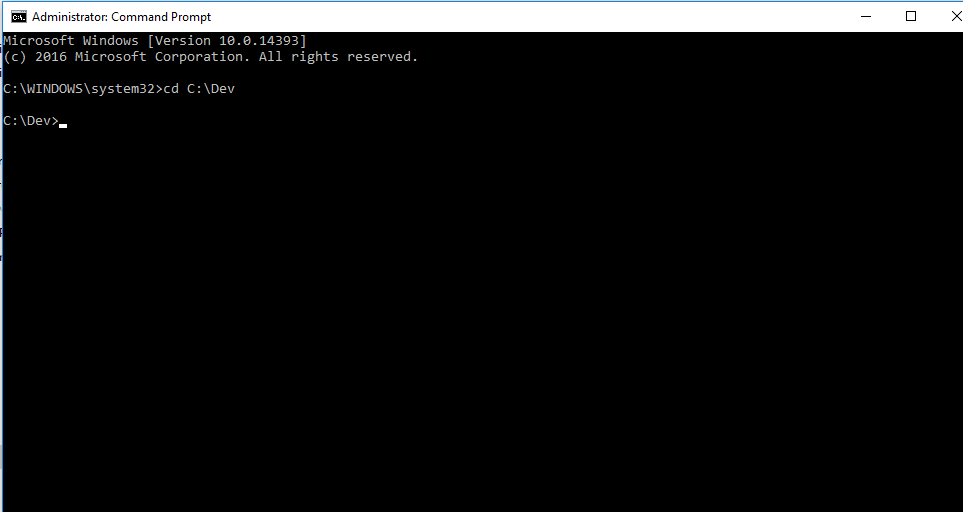 Administrator: Command Prompt
Microsoft Windows [Version 10.0.14393]
(c) 2016 Microsoft Corporation. All rights reserved.
C:\WINDOWS\system32>cd C:\Dev
C:\Dev>